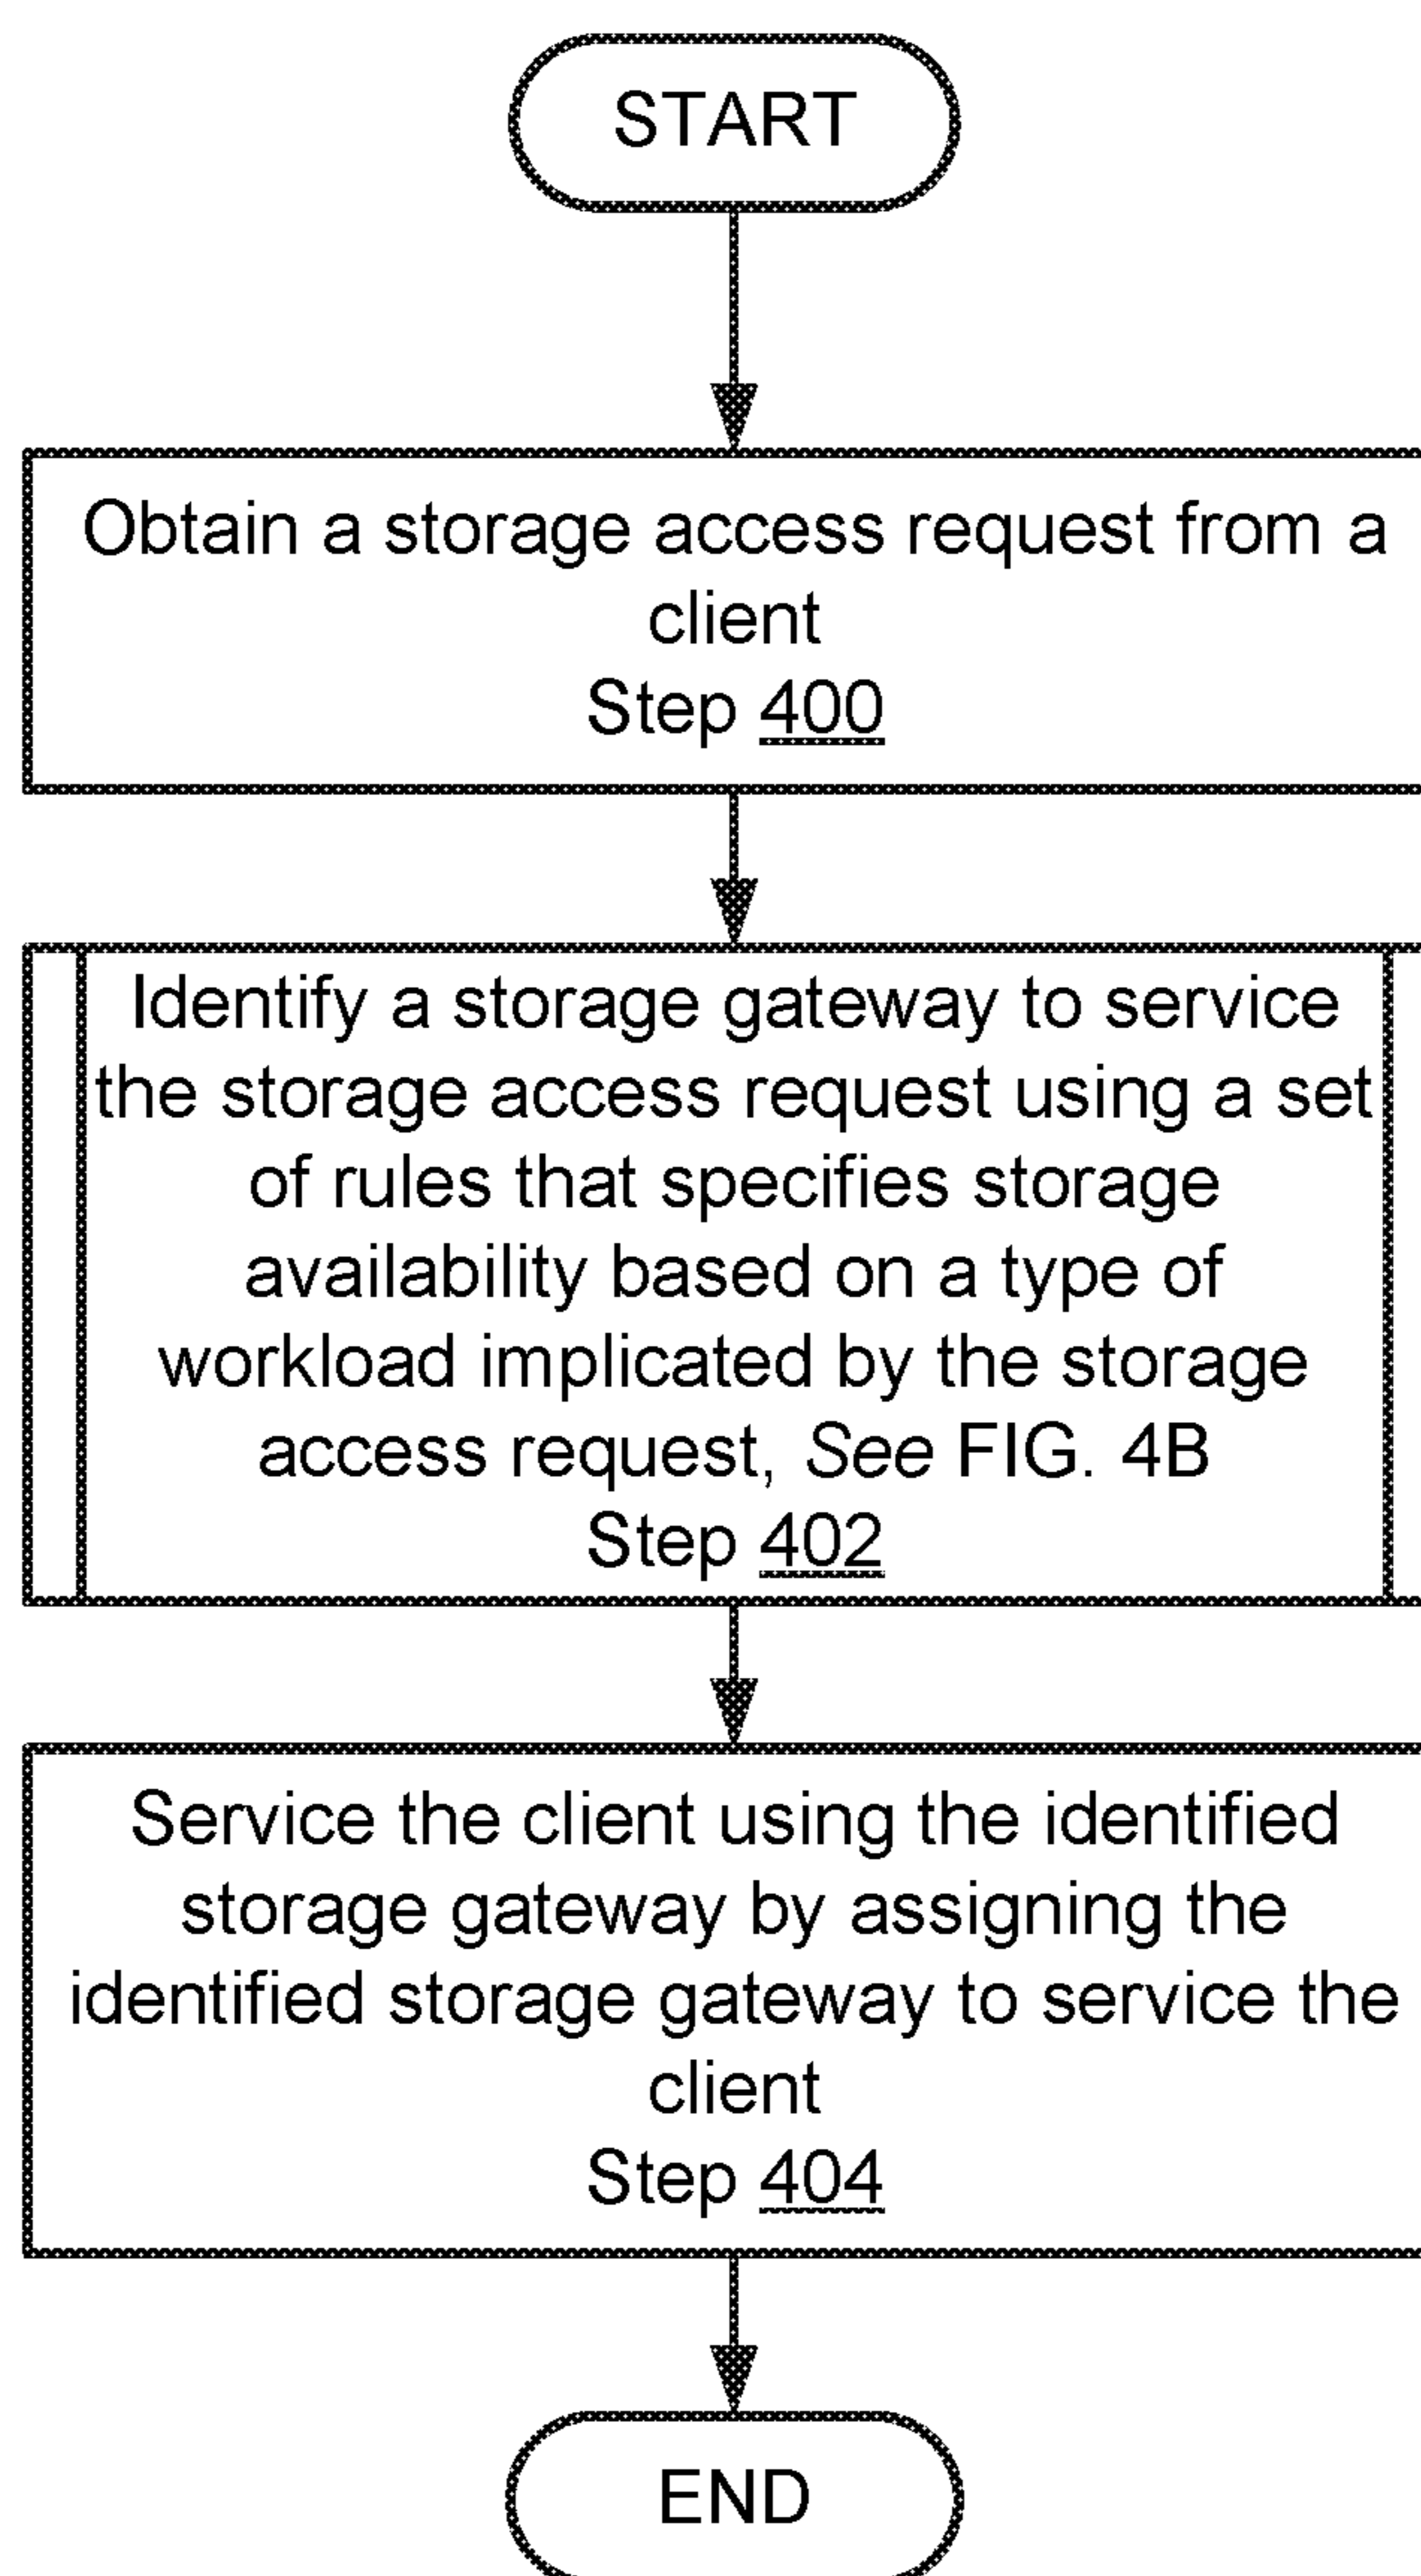 START
Obtain a storage access request from a
client
Step 400
Identify a storage gateway to service
the storage access request using a set
of rules that specifies storage
availability based on a type of
workload implicated by the storage
access request, See FIG. 4B
Step 402
Service the client using the identified
storage gateway by assigning the
identified storage gateway to service the
client
Step 404
END